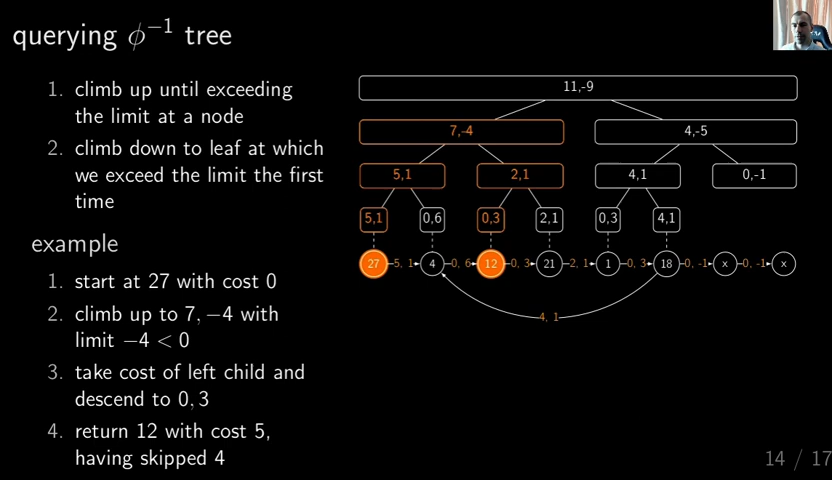 querying ϕ⁻¹ tree
1. climb up until exceeding
the limit at a node
2. climb down to leaf at which
we exceed the limit the first
time
example
1. start at 27 with cost 0
2. climb up to 7, −4 with
limit −4 < 0
3. take cost of left child and
descend to 0, 3
4. return 12 with cost 5,
having skipped 4
11,-9
7,-4 4,-5
5,1 2,1 4,1 0,-1
5,1 0,6 0,3 2,1 0,3 4,1
27 5, 1 4 0, 6 12 0, 3 21 2, 1 1 0, 3 18 0, -1 x 0, -1 x
4, 1
14 / 17